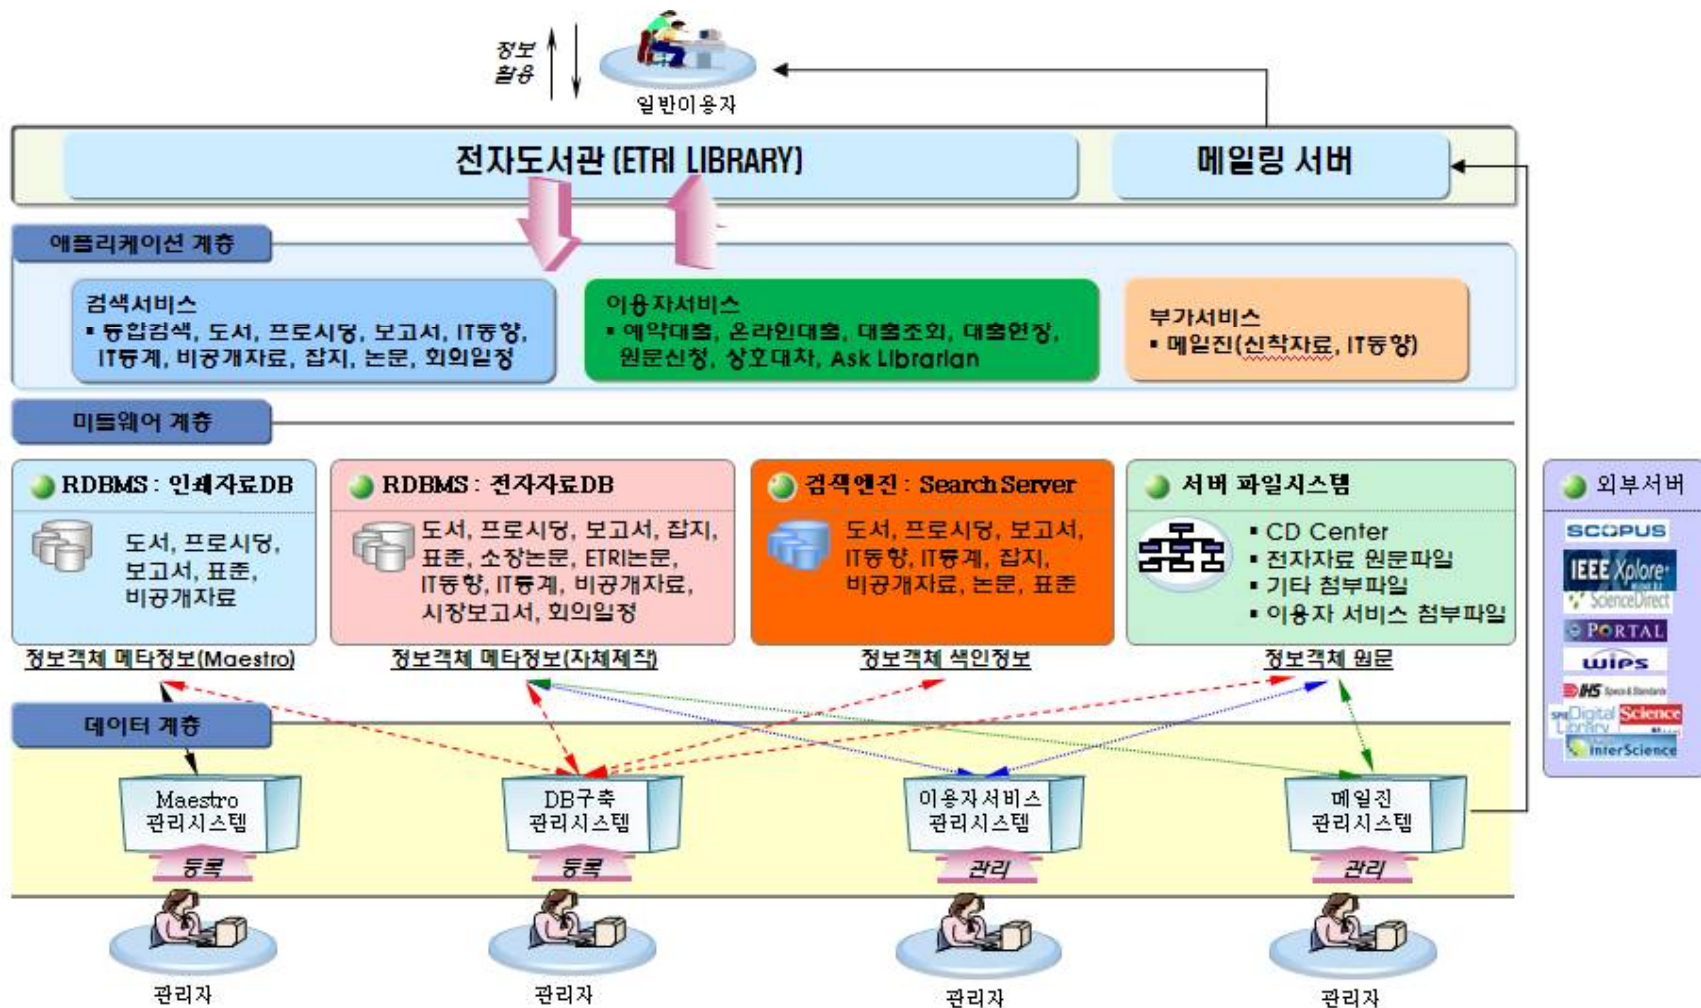 정보
활용
일반이용자
전자도서관 (ETRI LIBRARY)
메일링 서버
애플리케이션 계층
검색서비스
▪ 통합검색, 도서, 프로시딩, 보고서, IT동향,
IT통계, 비공개자료, 잡지, 논문, 회의일정
이용자서비스
▪ 예약대출, 온라인대출, 대출조회, 대출연장,
원문신청, 상호대차, Ask Librarian
부가서비스
▪ 메일진(신착자료, IT동향)
미들웨어 계층
RDBMS : 인쇄자료DB
도서, 프로시딩,
보고서, 표준,
비공개자료
정보객체 메타정보(Maestro)
RDBMS : 전자자료DB
도서, 프로시딩, 보고서, 잡지,
표준, 소장논문, ETRI논문,
IT동향, IT통계, 비공개자료,
시장보고서, 회의일정
정보객체 메타정보(자체제작)
검색엔진 : Search Server
도서, 프로시딩, 보고서,
IT동향, IT통계, 잡지,
비공개자료, 논문, 표준
정보객체 색인정보
서버 파일시스템
▪ CD Center
▪ 전자자료 원문파일
▪ 기타 첨부파일
▪ 이용자 서비스 첨부파일
정보객체 원문
외부서버
SCOPUS
IEEE Xplore
ScienceDirect
PORTAL
WIPS
IHS Specs & Standards
SPIE Digital Library
Science
InterScience
데이터 계층
Maestro
관리시스템
등록
관리자
DB구축
관리시스템
등록
관리자
이용자서비스
관리시스템
관리
관리자
메일진
관리시스템
관리
관리자